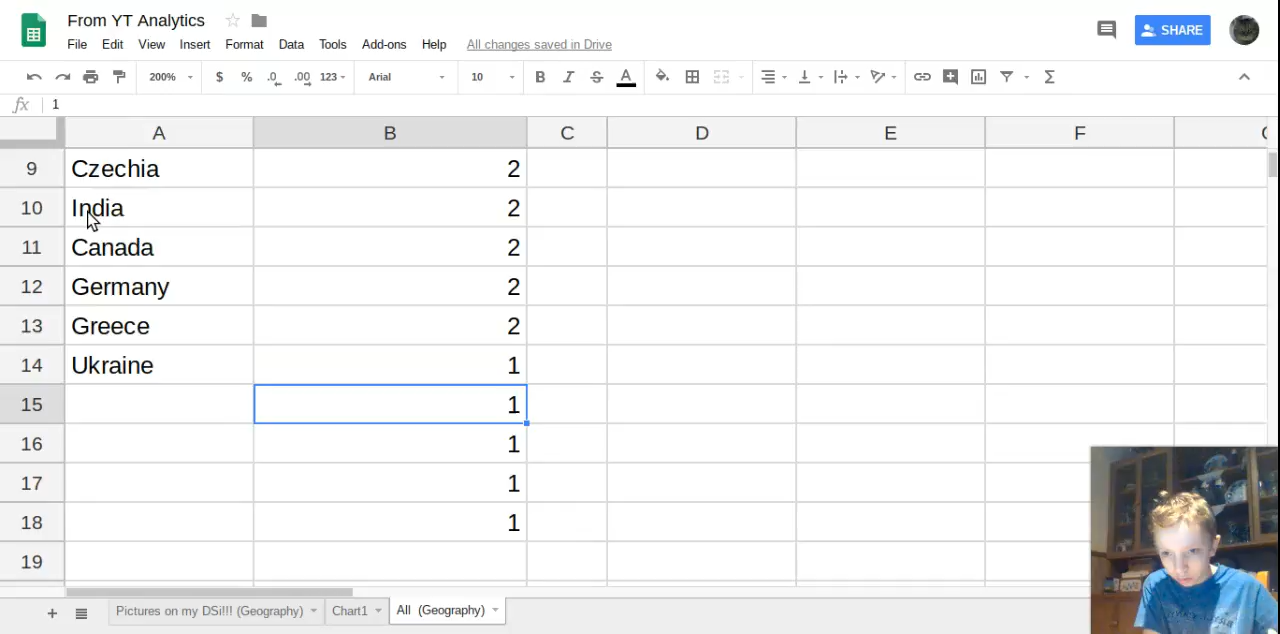 From YT Analytics
File Edit View Insert Format Data Tools Add-ons Help All changes saved in Drive
SHARE
200% $ % .0 .00 123 Arial 10 B I S A Σ
fx 1
A B C D E F
9 Czechia 2
10 India 2
11 Canada 2
12 Germany 2
13 Greece 2
14 Ukraine 1
15 1
16 1
17 1
18 1
19
+ Pictures on my DSi!!! (Geography) Chart1 All (Geography)